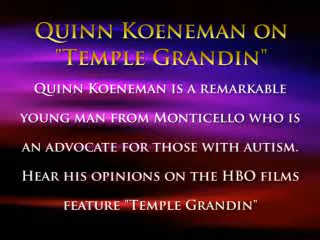 Quinn Koeneman on
"Temple Grandin"
Quinn Koeneman is a remarkable
young man from Monticello who is
an advocate for those with autism.
Hear his opinions on the HBO films
feature "Temple Grandin"